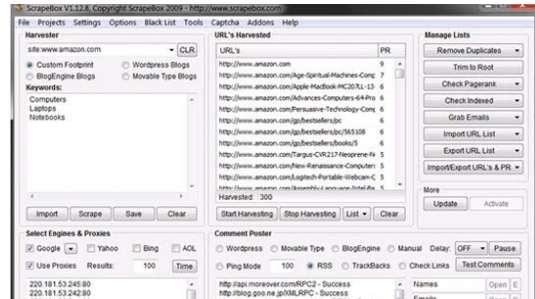 ScrapeBox V1.12.8, Copyright ScrapeBox 2009 - http://www.scrapebox.com
File Projects Settings Options Black List Tools Captcha Addons Help
Harvester
site:www.amazon.com
CLR
Custom Footprint
Wordpress Blogs
BlogEngine Blogs
Movable Type Blogs
Keywords:
Computers
Laptops
Notebooks
Import
Scrape
Save
Clear
URL's Harvested
URL's PR
http://www.amazon.com 9
http://www.amazon.com/Age-Spiritual-Machines-Comp 7
http://www.amazon.com/Apple-MacBook-MC207LL-13- 6
http://www.amazon.com/Advances-Computers-64-Pro 6
http://www.amazon.com/Persuasive-Technology-Comp 6
http://www.amazon.com/gp/bestsellers/pc 6
http://www.amazon.com/gp/bestsellers/pc/565108 6
http://www.amazon.com/gp/bestsellers/books/5 6
http://www.amazon.com/Targus-CVR217-Neoprene-N 5
http://www.amazon.com/New-Renaissance-Computers 5
http://www.amazon.com/Logitech-Portable-Webcam-C 5
Harvested: 300
Start Harvesting
Stop Harvesting
List
Clear
Manage Lists
Remove Duplicates
Trim to Root
Check Pagerank
Check Indexed
Grab Emails
Import URL List
Export URL List
Import/Export URL's & PR
More
Update
Activate
Select Engines & Proxies
Google
Yahoo
Bing
AOL
Use Proxies Results: 100
Time
220.181.53.245:80
220.181.53.242:80
Comment Poster
Wordpress
Movable Type
BlogEngine
Manual
Delay: OFF
Pause
Ping Mode
100
RSS
TrackBacks
Check Links
Test Comments
http://api.moreover.com/RPC2 - Success
http://blog.goo.ne.jp/XMLRPC - Success
Names
Open
E